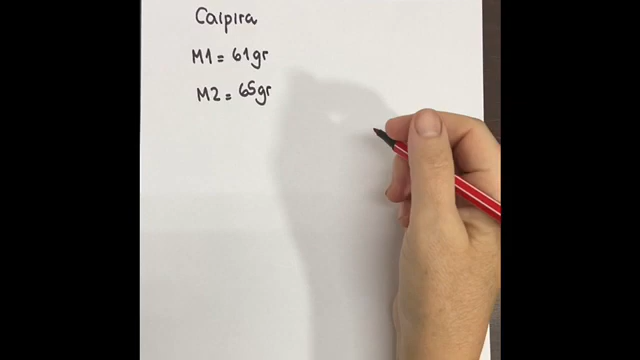 Caipira
M1 = 61gr
M2 = 65gr